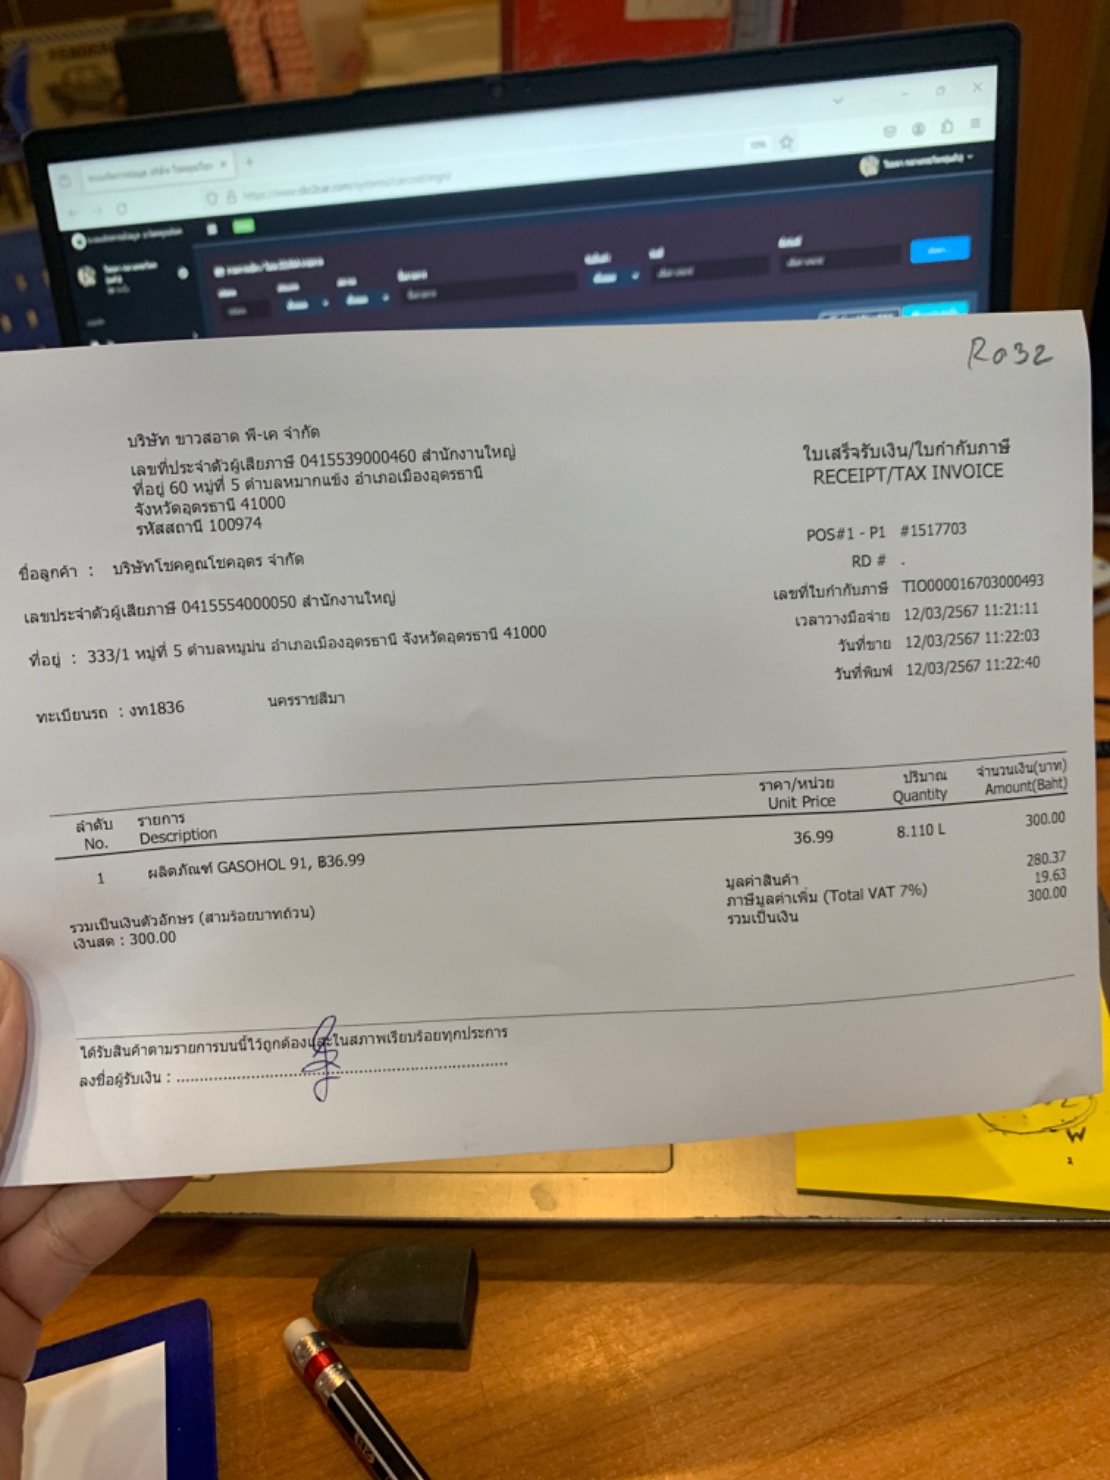 Ro32
บริษัท ขาวสอาด พี-เค จำกัด
เลขที่ประจำตัวผู้เสียภาษี 0415539000460 สำนักงานใหญ่
ที่อยู่ 60 หมู่ที่ 5 ตำบลหมากแข้ง อำเภอเมืองอุดรธานี
จังหวัดอุดรธานี 41000
รหัสสถานี 100974
ใบเสร็จรับเงิน/ใบกำกับภาษี
RECEIPT/TAX INVOICE
POS#1 - P1 #1517703
RD # .
เลขที่ใบกำกับภาษี TIO000016703000493
เวลาวางมือจ่าย 12/03/2567 11:21:11
วันที่ขาย 12/03/2567 11:22:03
วันที่พิมพ์ 12/03/2567 11:22:40
ชื่อลูกค้า : บริษัทโชคคูณโชคอุดร จำกัด
เลขประจำตัวผู้เสียภาษี 0415554000050 สำนักงานใหญ่
ที่อยู่ : 333/1 หมู่ที่ 5 ตำบลหมูม่น อำเภอเมืองอุดรธานี จังหวัดอุดรธานี 41000
ทะเบียนรถ : งท1836 นครราชสีมา
ลำดับ รายการ ราคา/หน่วย ปริมาณ จำนวนเงิน(บาท)
No. Description Unit Price Quantity Amount(Baht)
1 ผลิตภัณฑ์ GASOHOL 91, ฿36.99 36.99 8.110 L 300.00
มูลค่าสินค้า 280.37
ภาษีมูลค่าเพิ่ม (Total VAT 7%) 19.63
รวมเป็นเงิน 300.00
รวมเป็นเงินตัวอักษร (สามร้อยบาทถ้วน)
เงินสด : 300.00
ได้รับสินค้าตามรายการบนนี้ไว้ถูกต้องและในสภาพเรียบร้อยทุกประการ
ลงชื่อผู้รับเงิน :
W